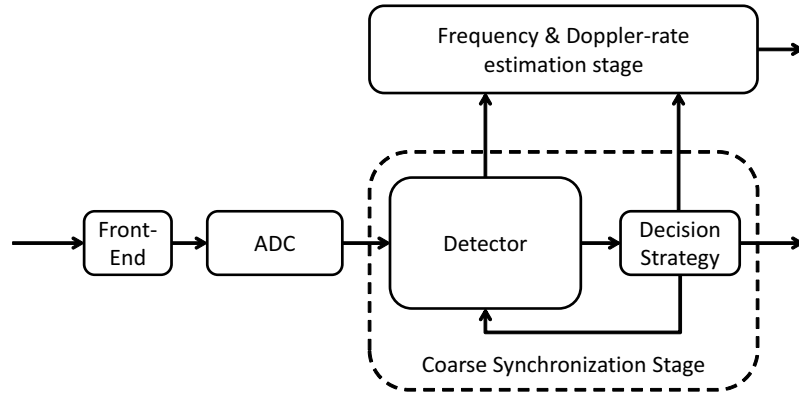 Frequency & Doppler-rate
estimation stage
Front-
End
ADC
Detector
Decision
Strategy
Coarse Synchronization Stage